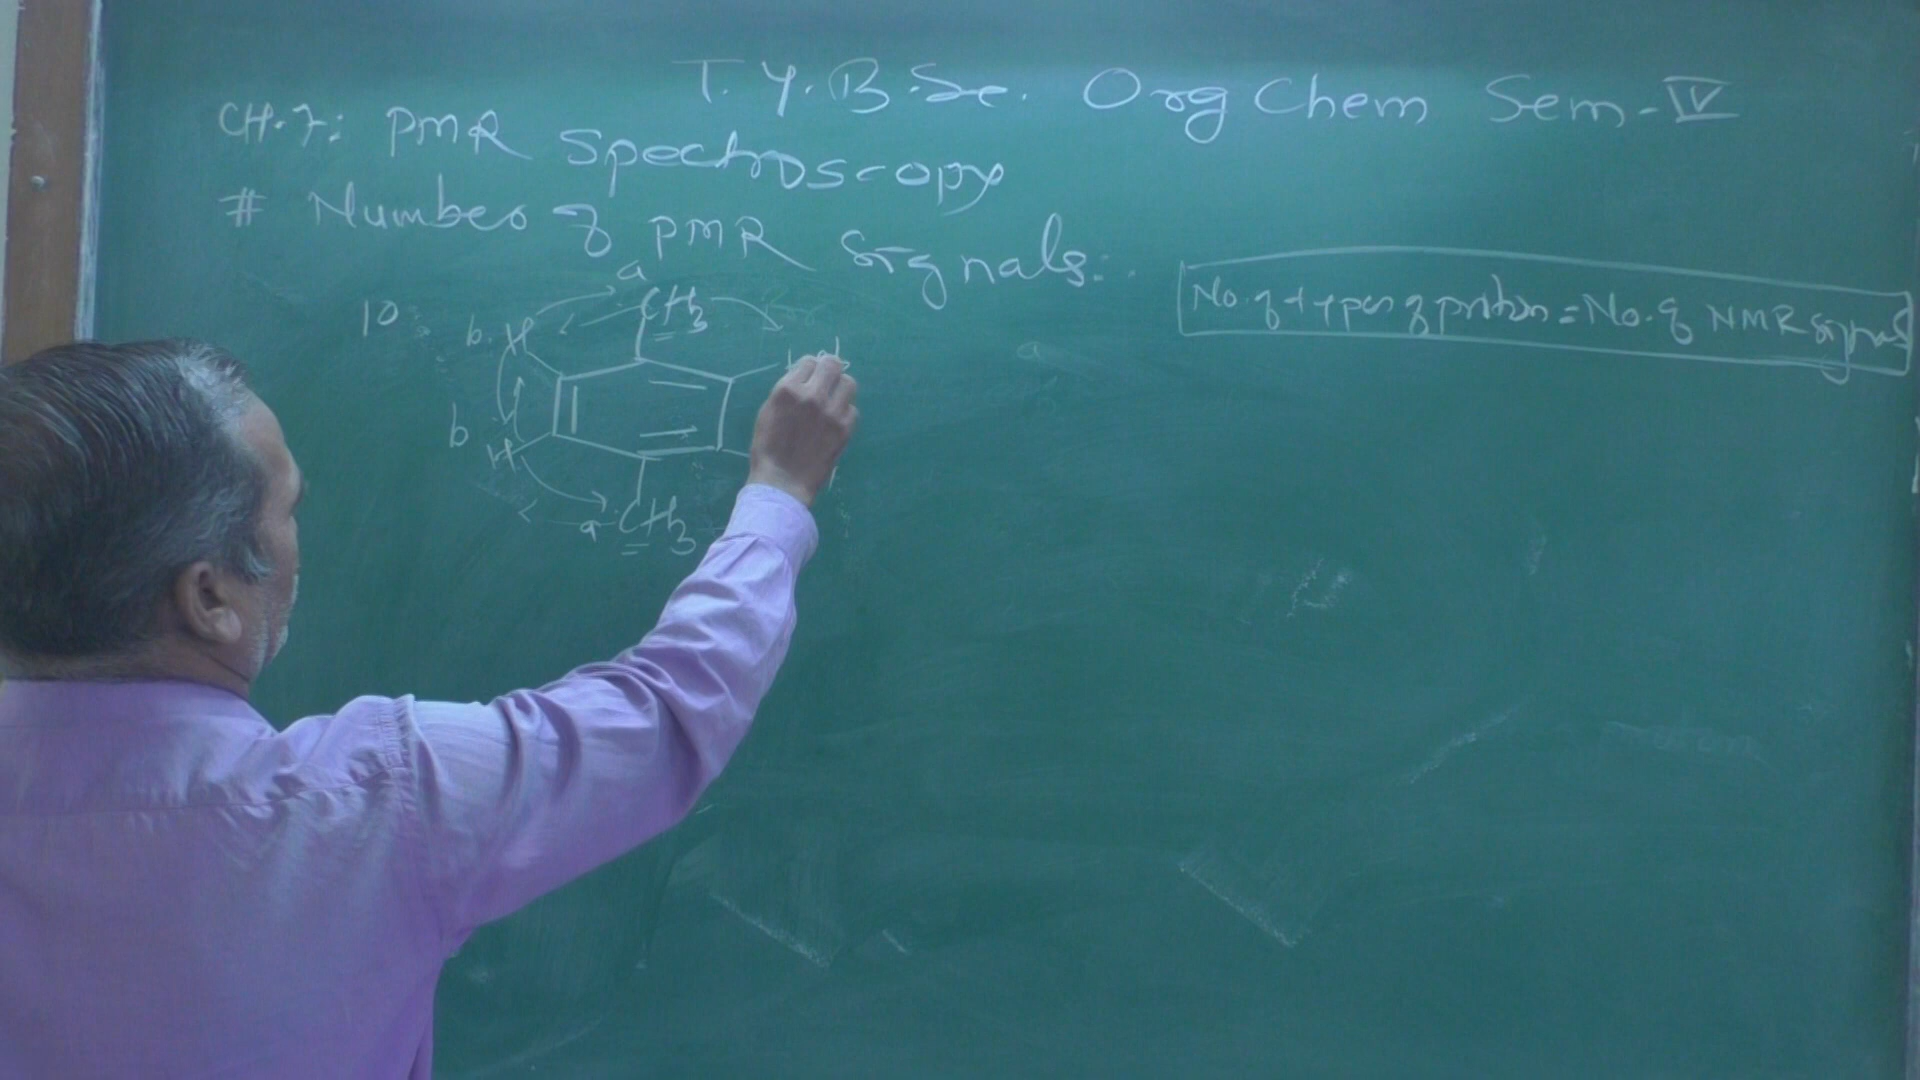 T.Y.B.Sc. Org Chem Sem-IV
CH.7: PMR Spectroscopy
# Number of PMR Signals:
No. of types of proton = No. of NMR signals
10.
a
b. H CH3
b
H
a CH3